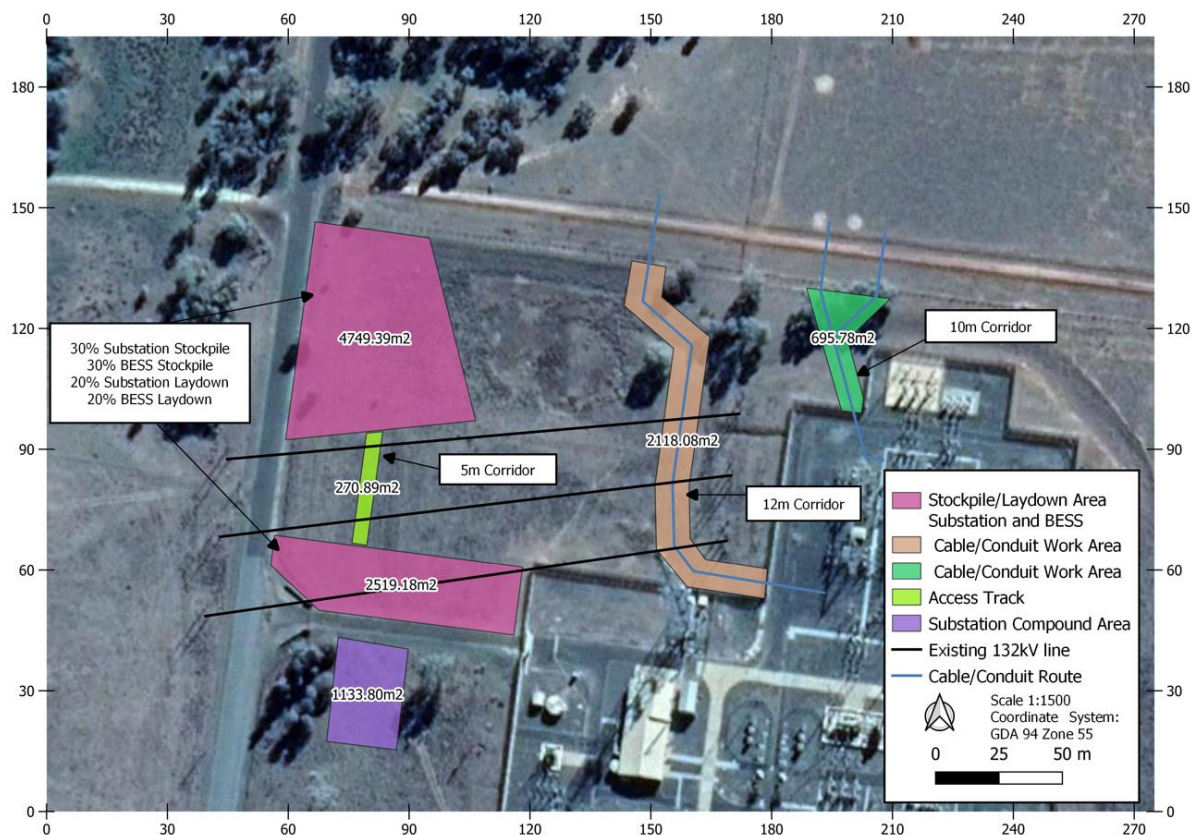 0 30 60 90 120 150 180 210 240 270
180 180
150 150
120 120
90 90
60
30 30
0 0
0 30 60 90 120 150 180 210 240 270
4749.39m2
30% Substation Stockpile
30% BESS Stockpile
20% Substation Laydown
20% BESS Laydown
695.78m2
10m Corridor
2118.08m2
5m Corridor
270.89m2
12m Corridor
2519.18m2
1133.80m2
Stockpile/Laydown Area
Substation and BESS
Cable/Conduit Work Area
Cable/Conduit Work Area
Access Track
Substation Compound Area
Existing 132kV line
Cable/Conduit Route
Scale 1:1500
Coordinate System:
GDA 94 Zone 55
0 25 50 m